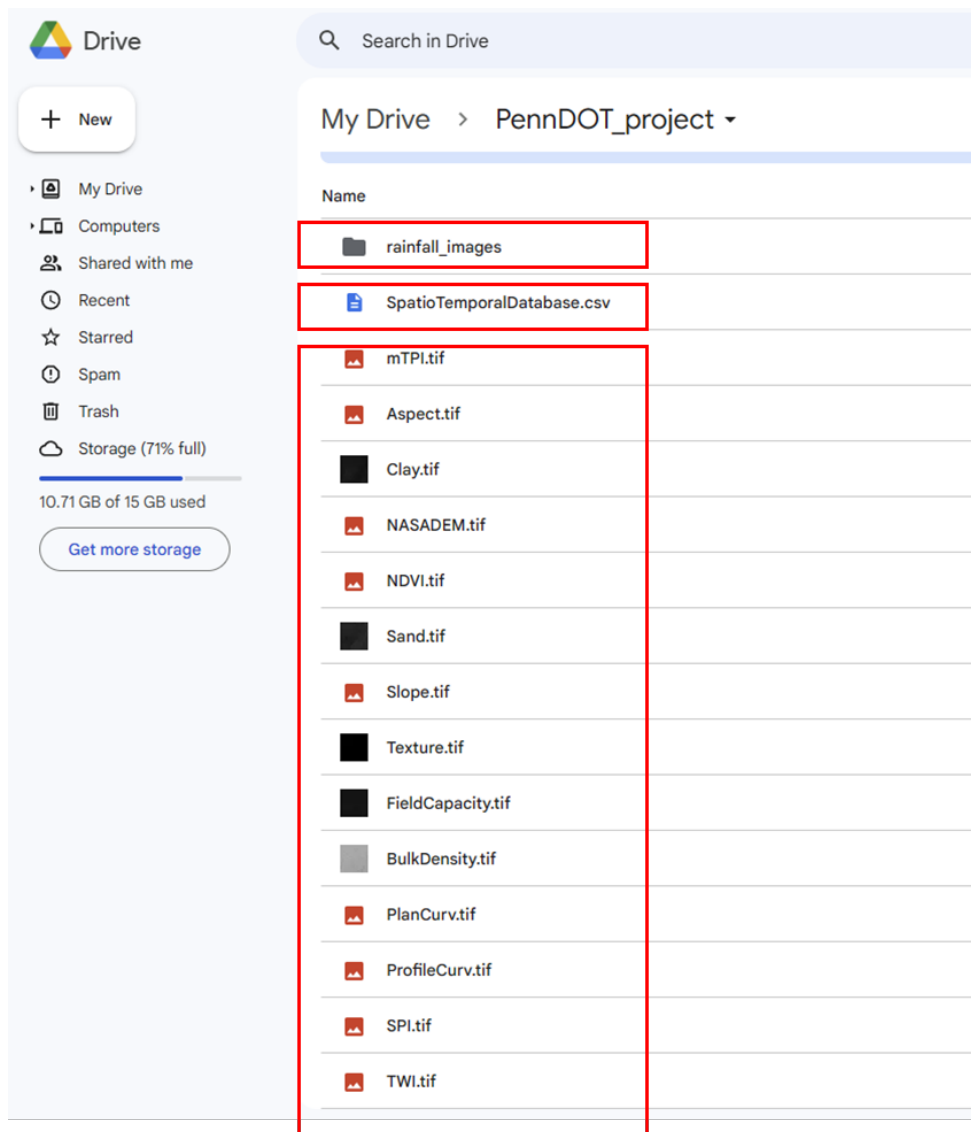 Drive
Search in Drive
New
My Drive > PennDOT_project
My Drive
Computers
Shared with me
Recent
Starred
Spam
Trash
Storage (71% full)
10.71 GB of 15 GB used
Get more storage
Name
rainfall_images
SpatioTemporalDatabase.csv
mTPI.tif
Aspect.tif
Clay.tif
NASADEM.tif
NDVI.tif
Sand.tif
Slope.tif
Texture.tif
FieldCapacity.tif
BulkDensity.tif
PlanCurv.tif
ProfileCurv.tif
SPI.tif
TWI.tif